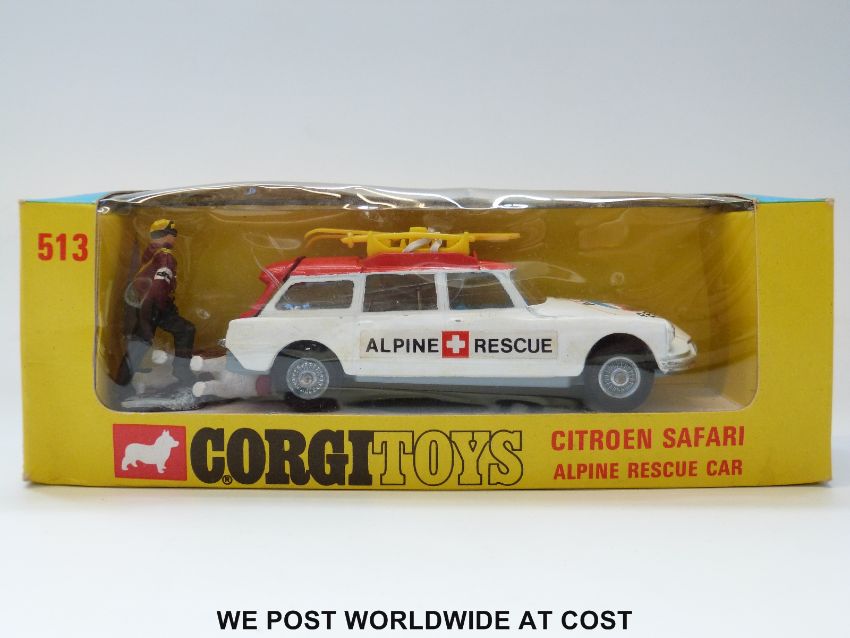 513
ALPINE RESCUE
CORGI TOYS
®
CITROEN SAFARI
ALPINE RESCUE CAR
WE POST WORLDWIDE AT COST